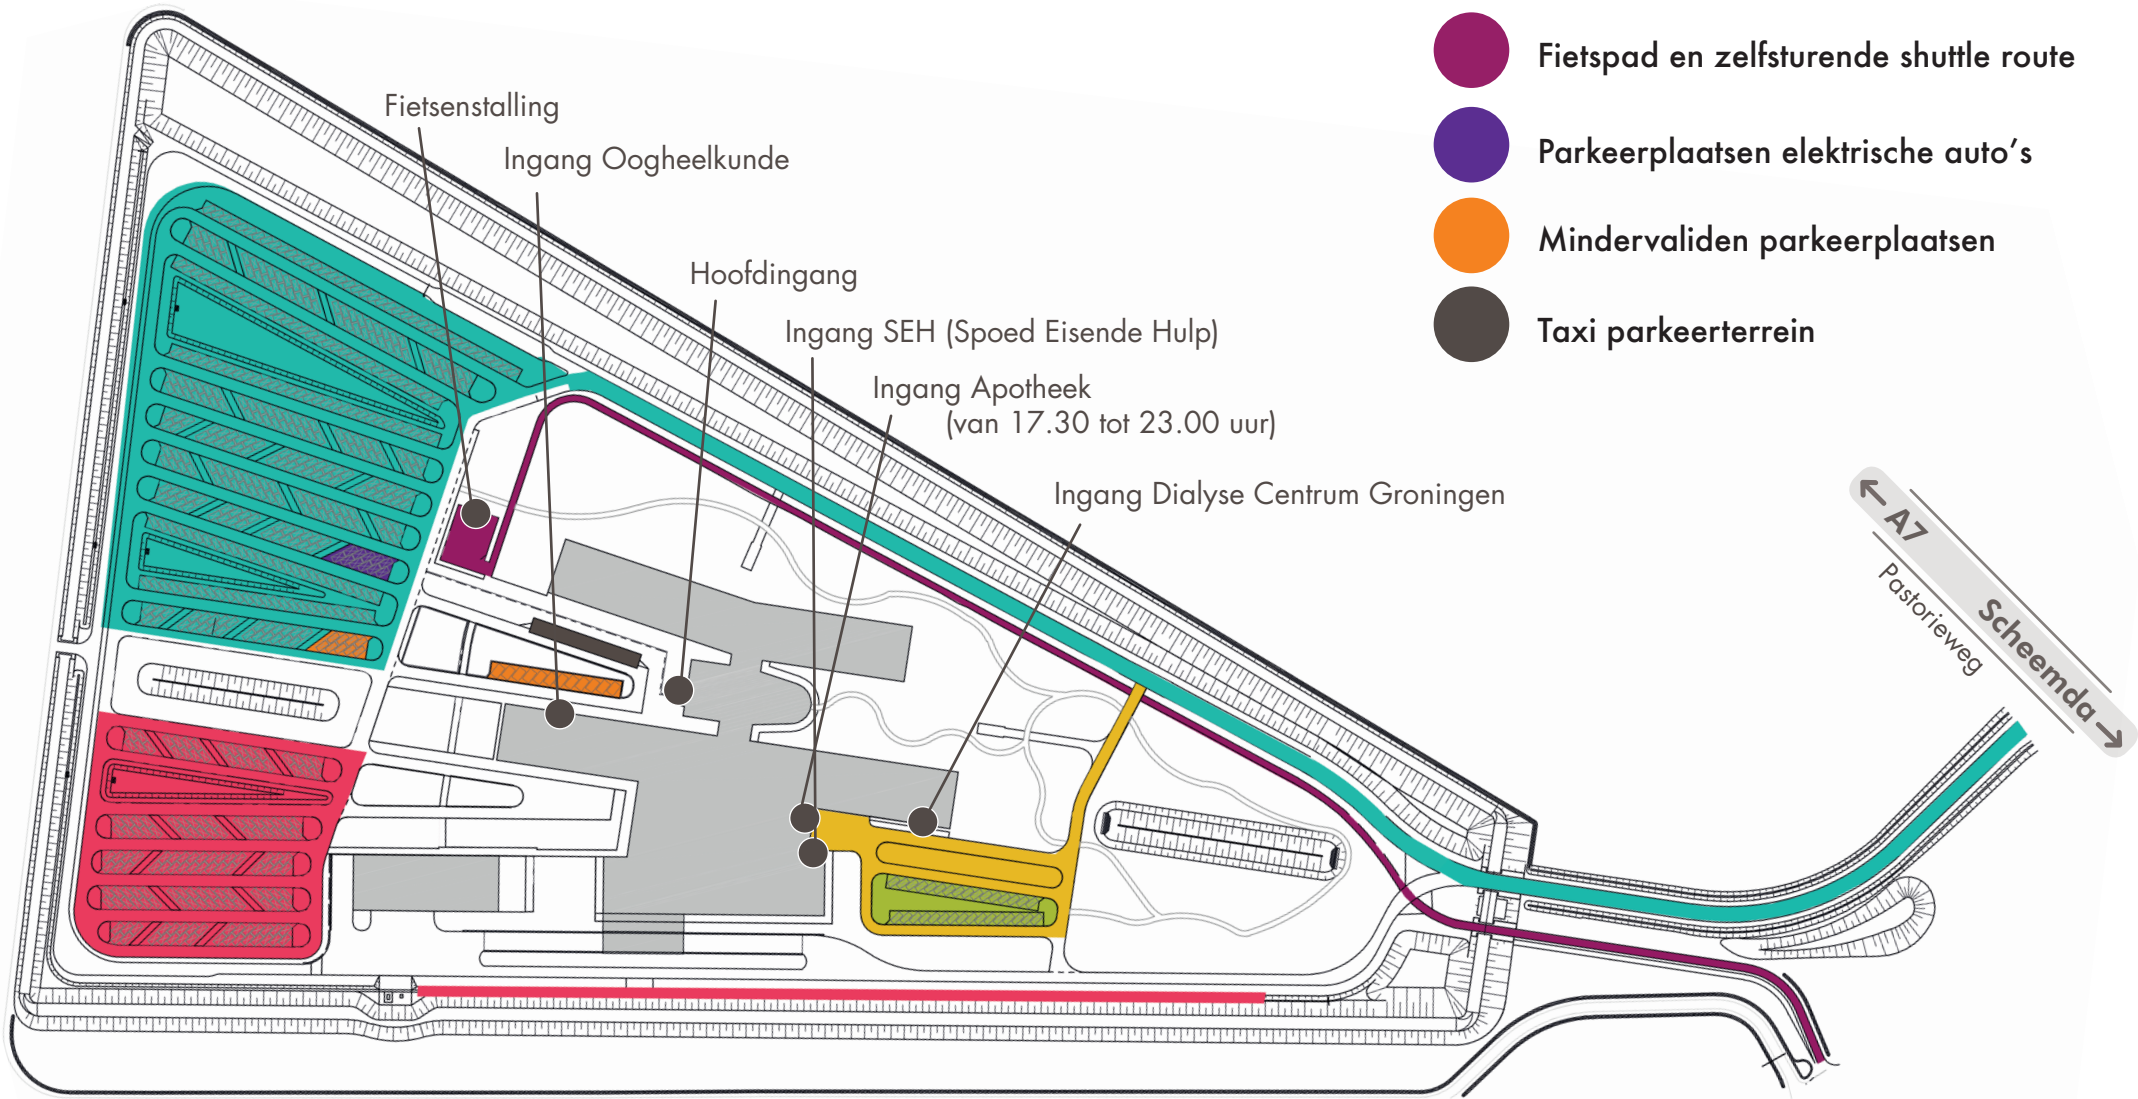 Fietspad en zelfsturende shuttle route
Parkeerplaatsen elektrische auto's
Mindervaliden parkeerplaatsen
Taxi parkeerterrein
Fietsenstalling
Ingang Oogheelkunde
Hoofdingang
Ingang SEH (Spoed Eisende Hulp)
Ingang Apotheek
(van 17.30 tot 23.00 uur)
Ingang Dialyse Centrum Groningen
← A7
Scheemda →
Pastorieweg